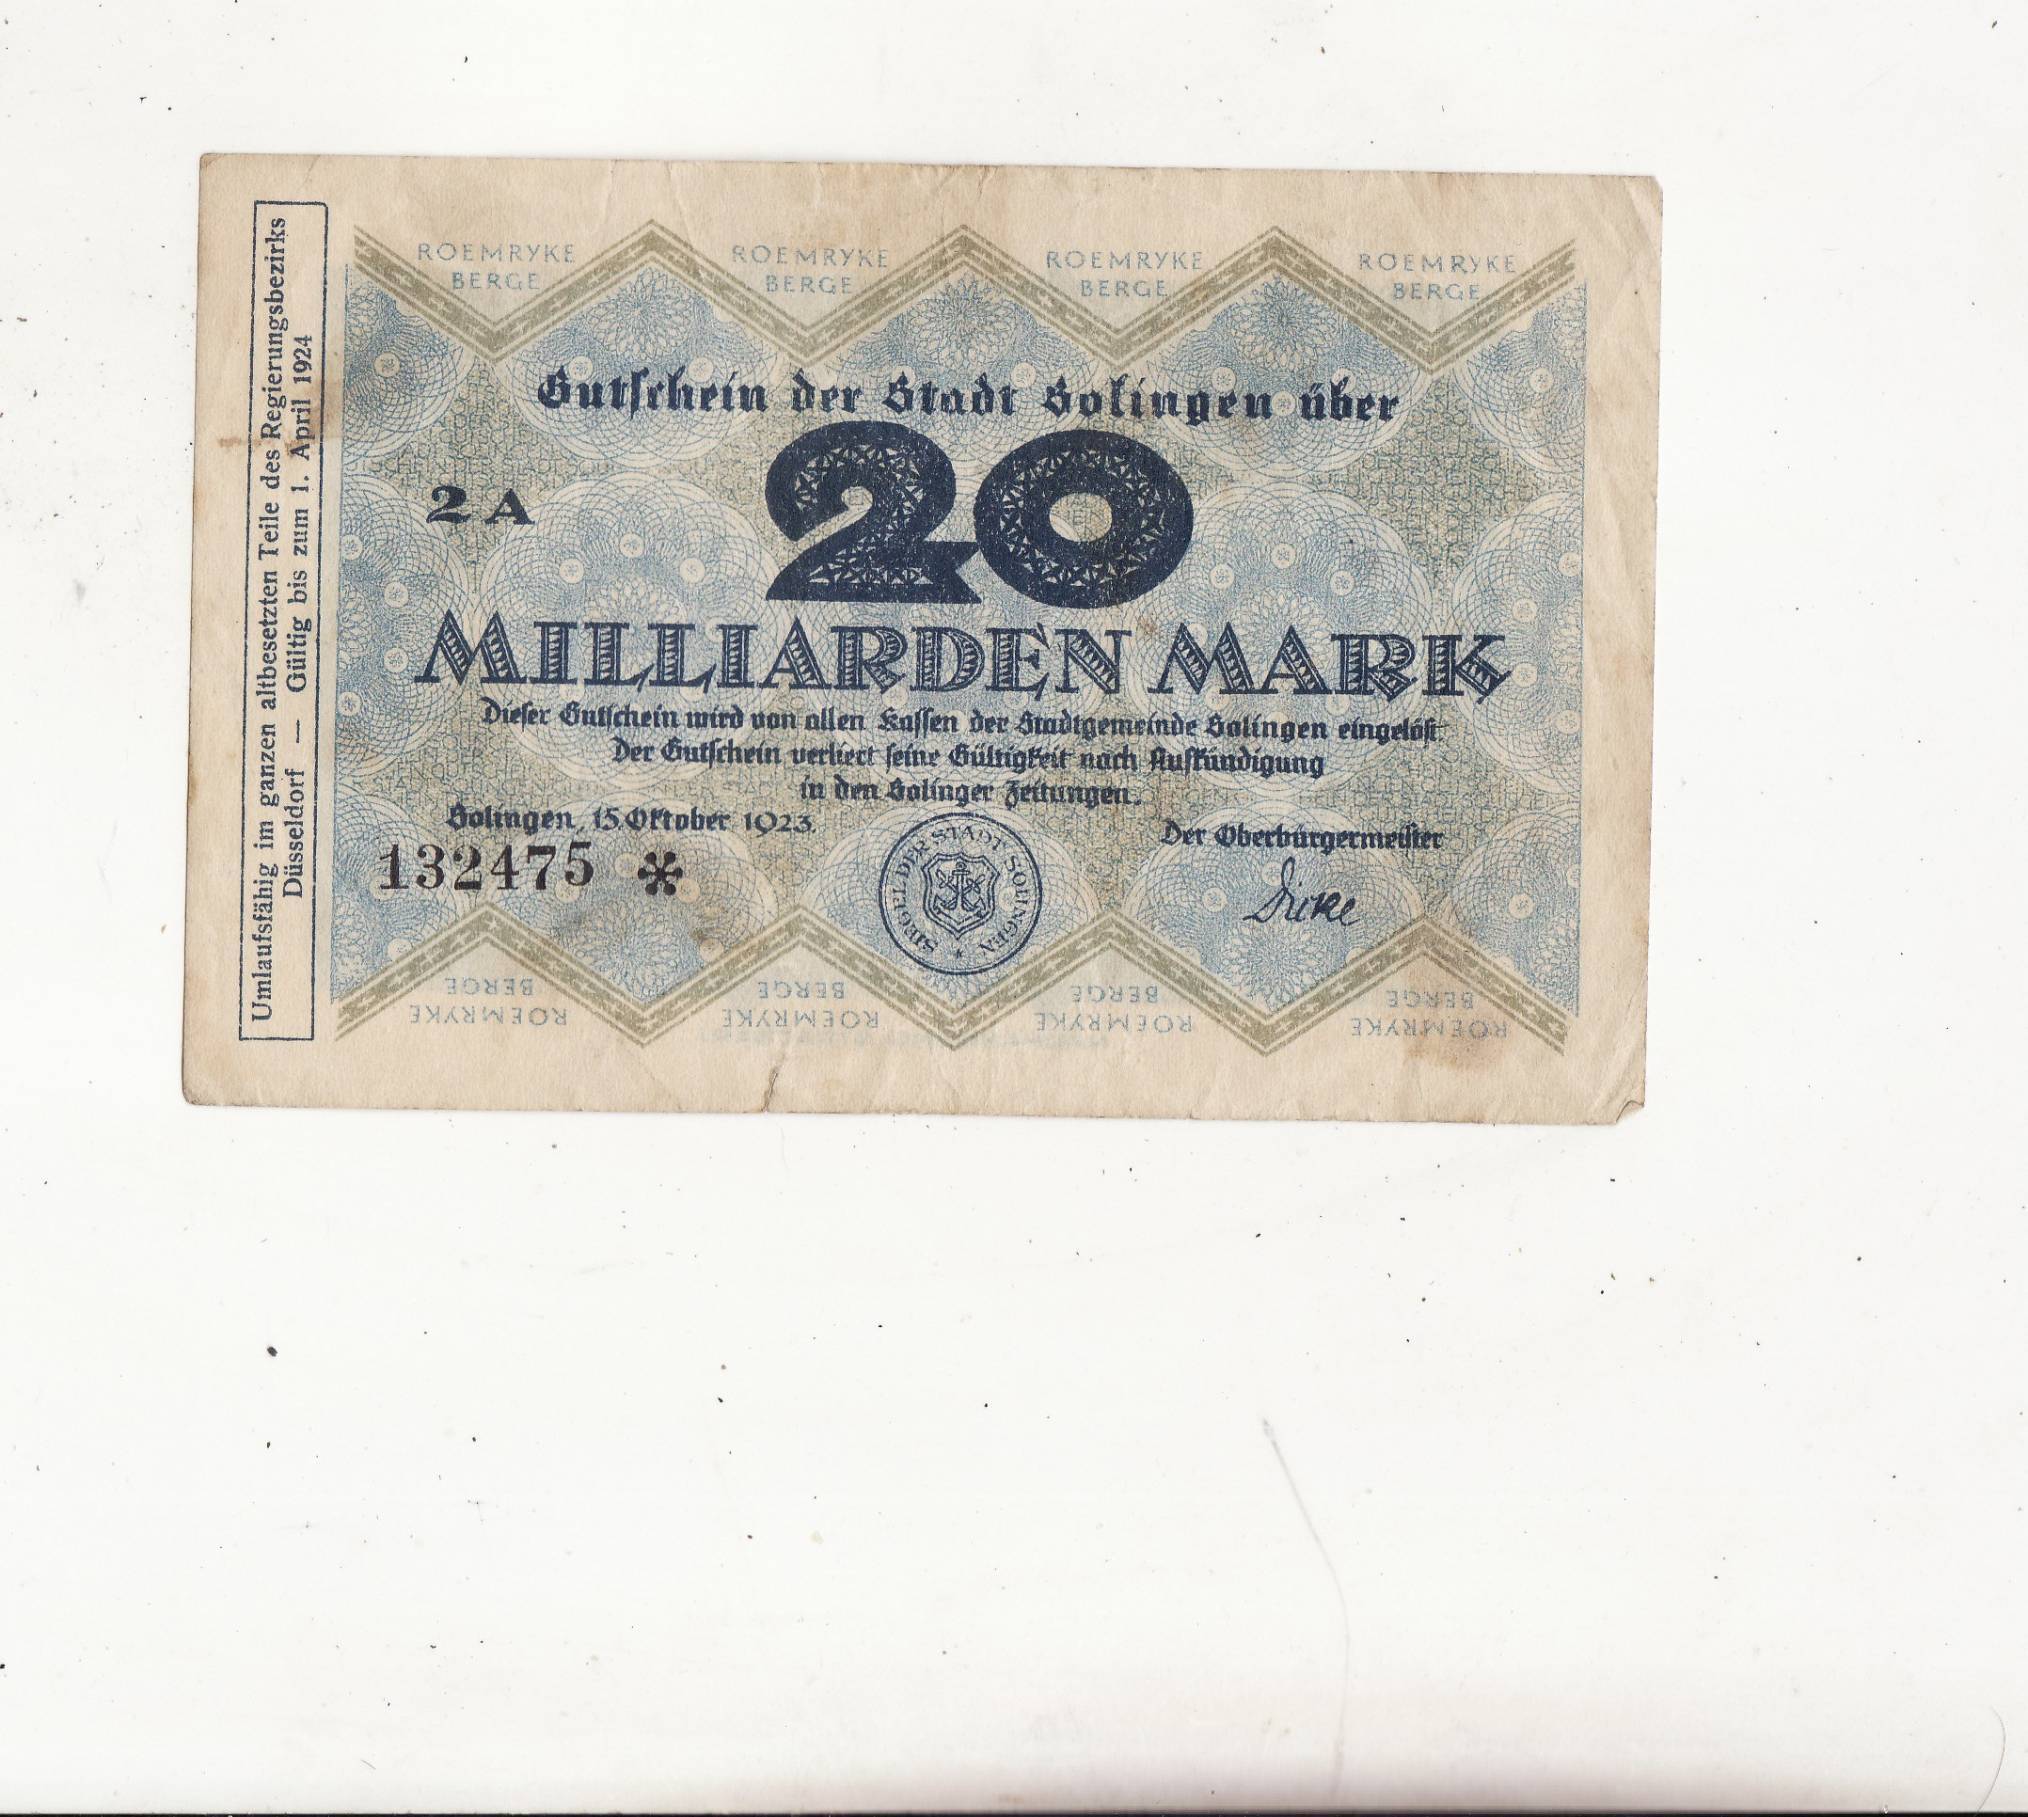 Umlaufsfähig im ganzen altbesetzten Teile des Regierungsbezirks
Düsseldorf — Gültig bis zum 1. April 1924
ROEMRYKE BERGE
ROEMRYKE BERGE
ROEMRYKE BERGE
ROEMRYKE BERGE
Gutschein der Stadt Solingen über
2 A
20
MILLIARDEN MARK
Dieser Gutschein wird von allen Kassen der Stadtgemeinde Solingen eingelöst
Der Gutschein verliert seine Gültigkeit nach Aufkündigung
in den Solinger Zeitungen.
Solingen, 15. Oktober 1923.
Der Oberbürgermeister
132475 *
SIEGEL DER STADT SOLINGEN
Dicke
ROEMRYKE BERGE
ROEMRYKE BERGE
ROEMRYKE BERGE
ROEMRYKE BERGE